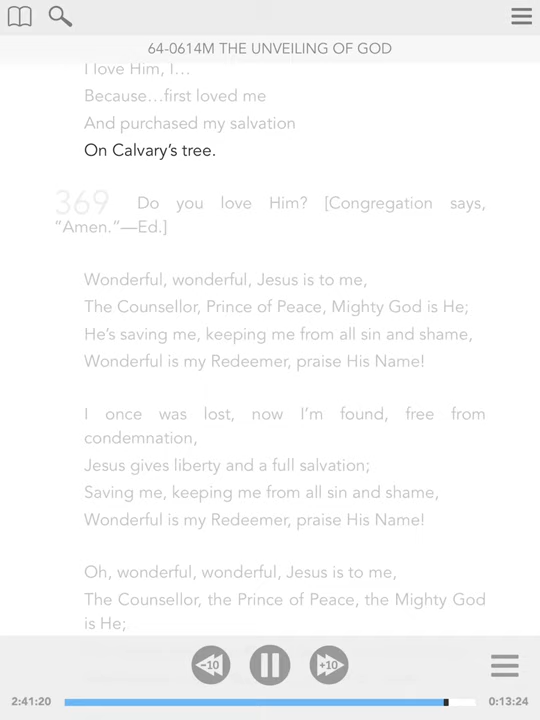 64-0614M THE UNVEILING OF GOD
I love Him, I…
Because…first loved me
And purchased my salvation
On Calvary’s tree.
369 Do you love Him? [Congregation says,
“Amen.”—Ed.]
Wonderful, wonderful, Jesus is to me,
The Counsellor, Prince of Peace, Mighty God is He;
He’s saving me, keeping me from all sin and shame,
Wonderful is my Redeemer, praise His Name!
I once was lost, now I’m found, free from
condemnation,
Jesus gives liberty and a full salvation;
Saving me, keeping me from all sin and shame,
Wonderful is my Redeemer, praise His Name!
Oh, wonderful, wonderful, Jesus is to me,
The Counsellor, the Prince of Peace, the Mighty God
is He;
-10 +10
2:41:20 0:13:24